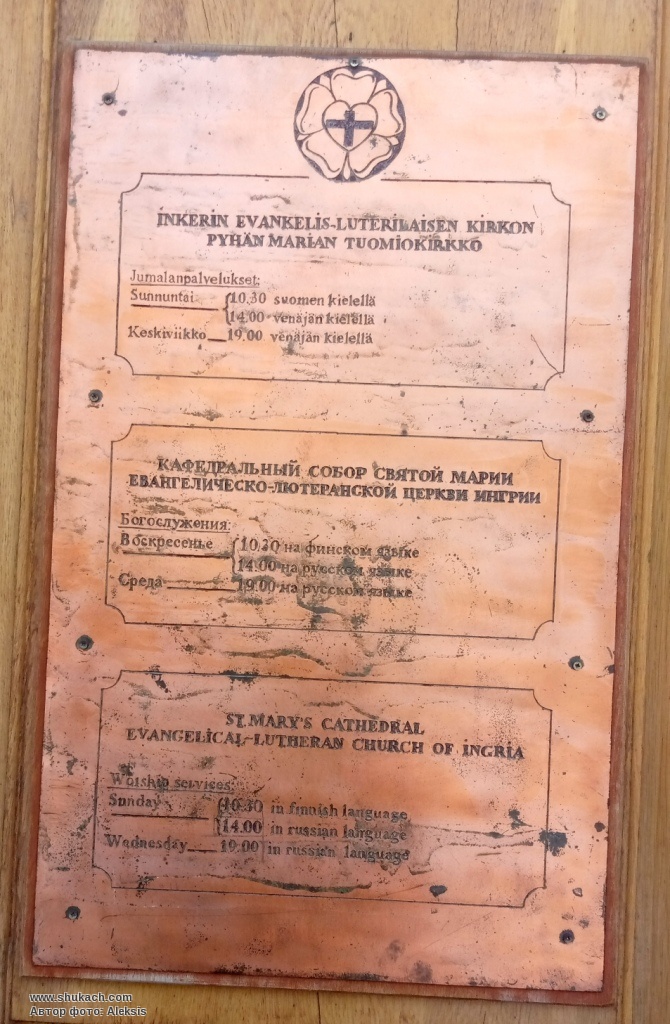 INKERIN EVANKELIS-LUTERILAISEN KIRKON
PYHÄN MARIAN TUOMIOKIRKKO
Jumalanpalvelukset:
Sunnuntai 10.30 suomen kielellä
14.00 venäjän kielellä
Keskiviikko 19.00 venäjän kielellä
КАФЕДРАЛЬНЫЙ СОБОР СВЯТОЙ МАРИИ
ЕВАНГЕЛИЧЕСКО-ЛЮТЕРАНСКОЙ ЦЕРКВИ ИНГРИИ
Богослужения:
Воскресенье 10.30 на финском языке
14.00 на русском языке
Среда 19.00 на русском языке
ST.MARY'S CATHEDRAL
EVANGELICAL-LUTHERAN CHURCH OF INGRIA
Worship services:
Sunday 10.30 in finnish language
14.00 in russian language
Wadnesday 19.00 in russian language
www.shukach.com
Автор фото: Aleksis